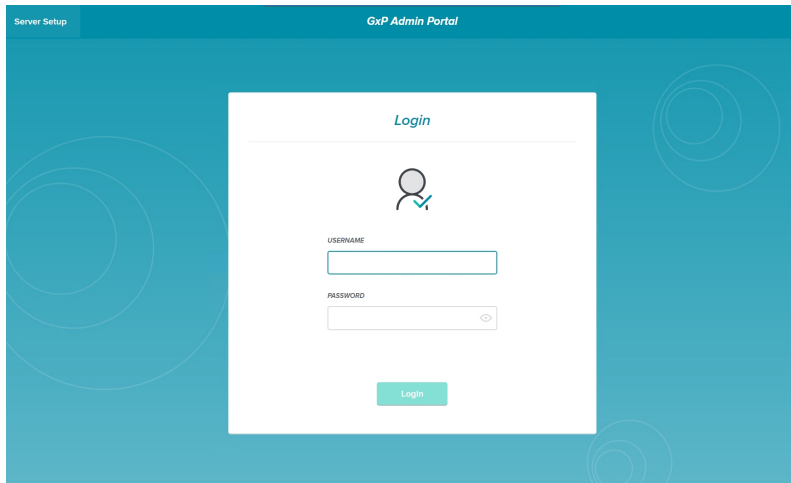 Server Setup
GxP Admin Portal
Login
USERNAME
PASSWORD
Login